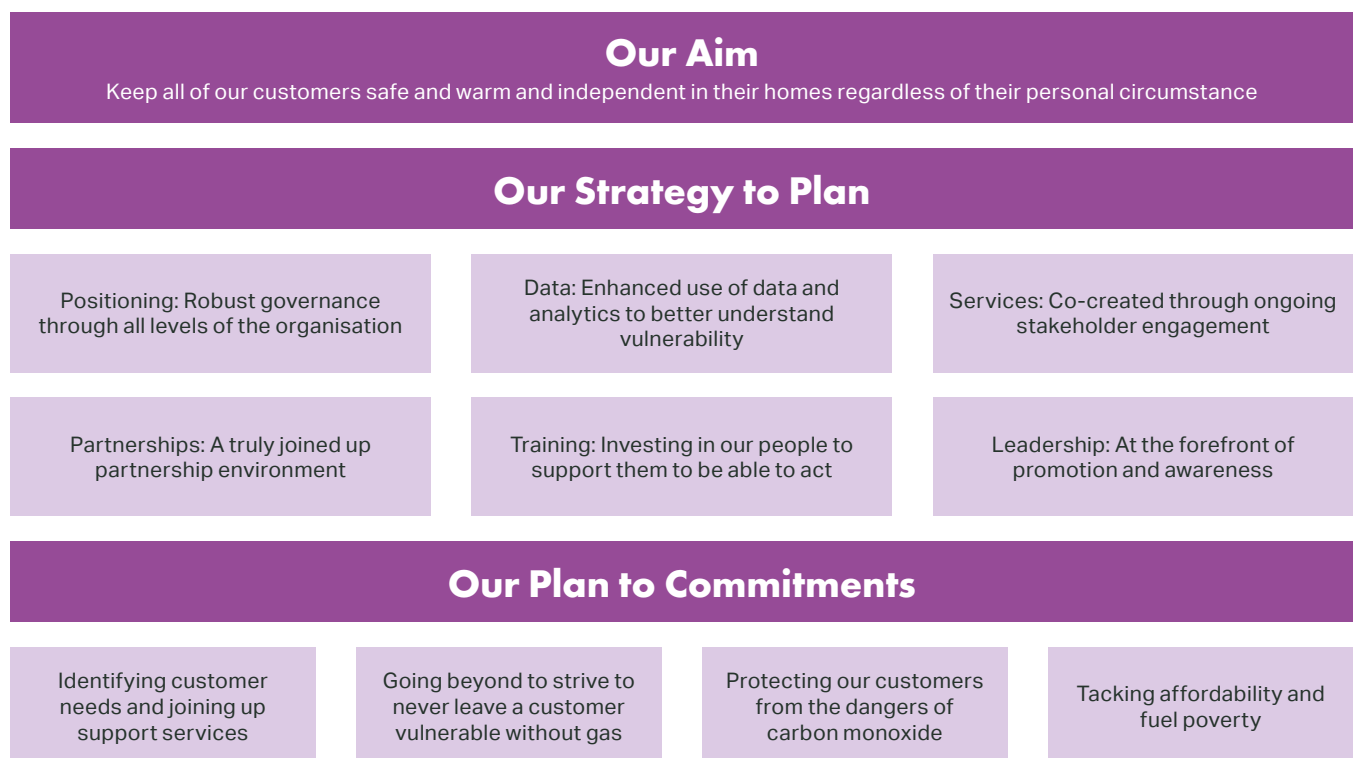 Our Aim
Keep all of our customers safe and warm and independent in their homes regardless of their personal circumstance
Our Strategy to Plan
Positioning: Robust governance
through all levels of the organisation
Data: Enhanced use of data and
analytics to better understand
vulnerability
Services: Co-created through ongoing
stakeholder engagement
Partnerships: A truly joined up
partnership environment
Training: Investing in our people to
support them to be able to act
Leadership: At the forefront of
promotion and awareness
Our Plan to Commitments
Identifying customer
needs and joining up
support services
Going beyond to strive to
never leave a customer
vulnerable without gas
Protecting our customers
from the dangers of
carbon monoxide
Tacking affordability and
fuel poverty